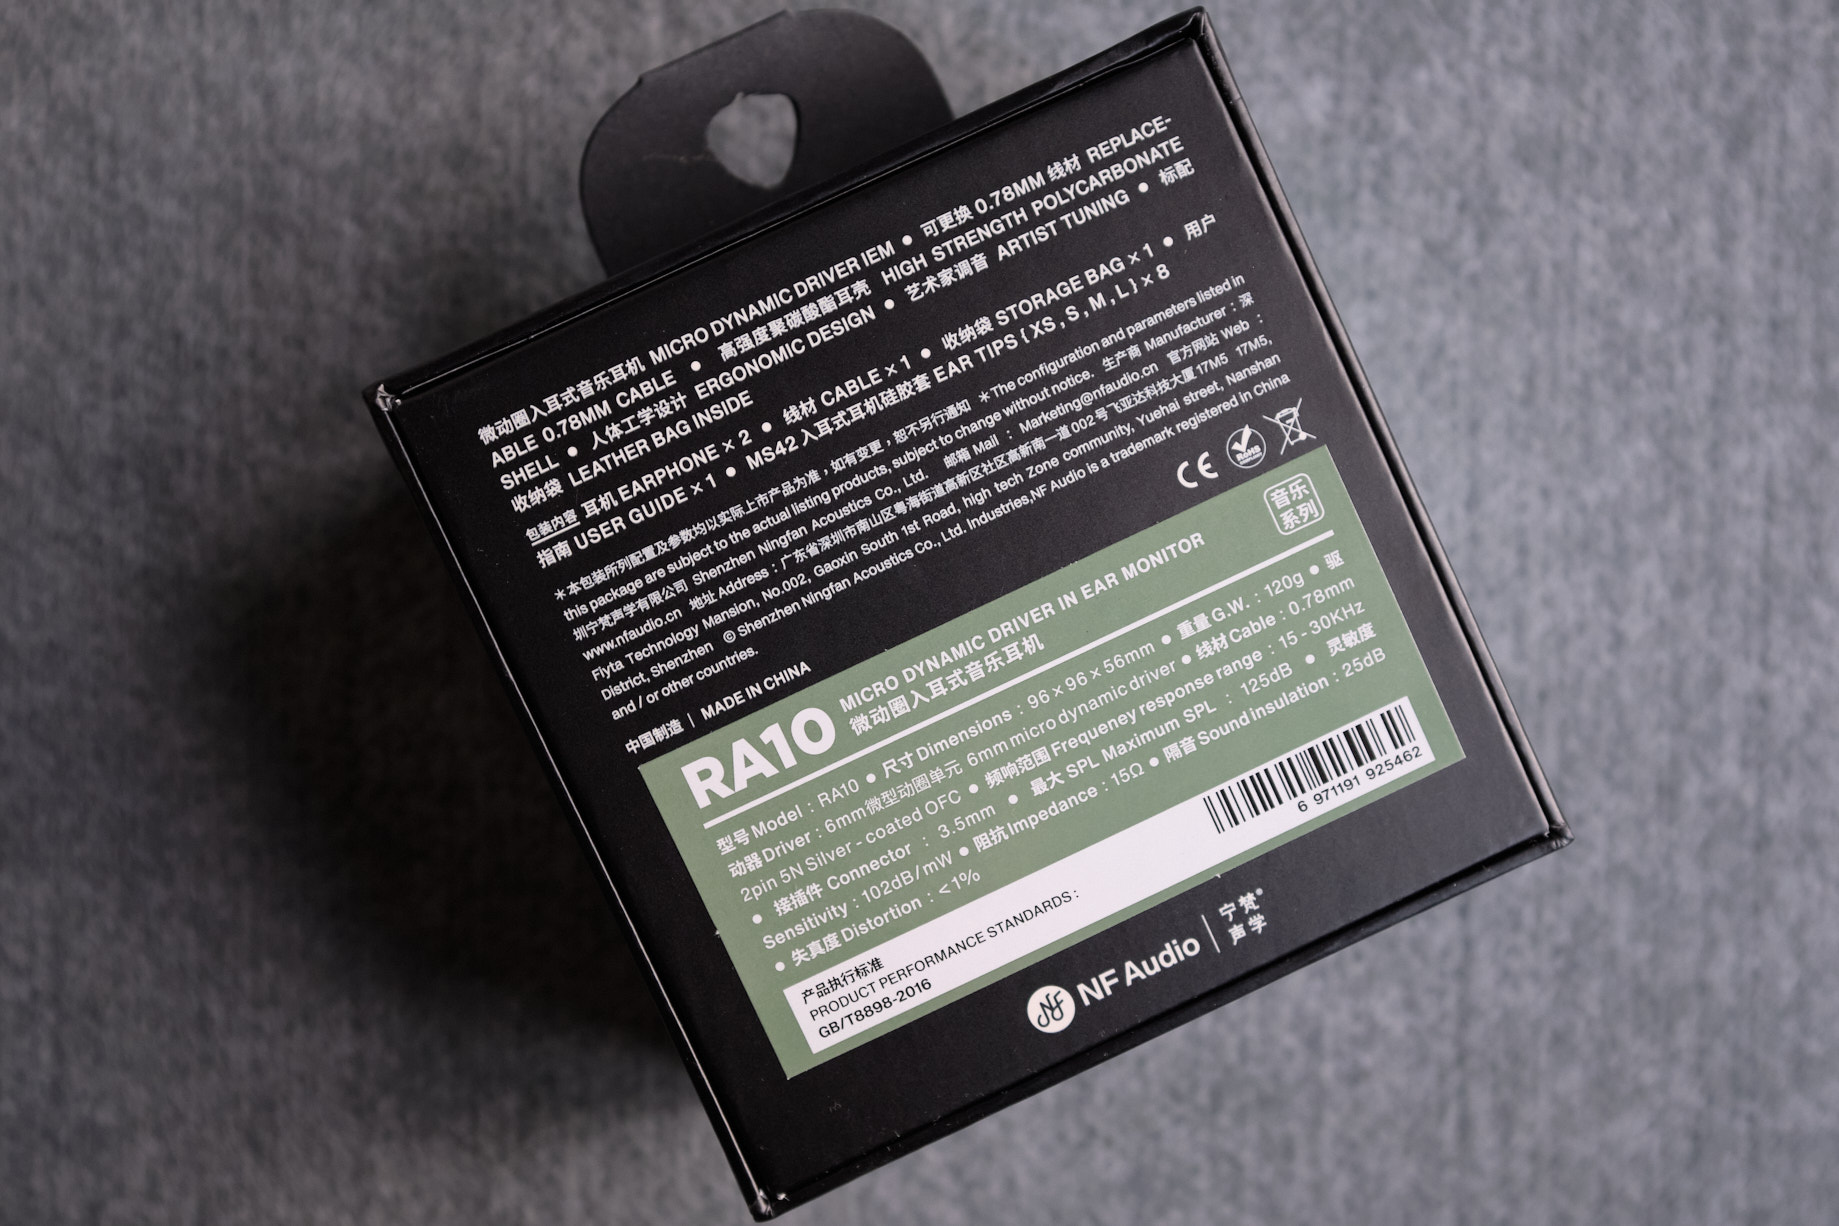 微动圈入耳式音乐耳机 MICRO DYNAMIC DRIVER IEM ● 可更换 0.78MM 线材 REPLACE-
ABLE 0.78MM CABLE ● 高强度聚碳酸酯耳壳 HIGH STRENGTH POLYCARBONATE
SHELL ● 人体工学设计 ERGONOMIC DESIGN ● 艺术家调音 ARTIST TUNING ● 标配
收纳袋 LEATHER BAG INSIDE
包装内容 耳机 EARPHONE × 2 ● 线材 CABLE × 1 ● 收纳袋 STORAGE BAG × 1 ● 用户
指南 USER GUIDE × 1 ● MS42 入耳式耳机硅胶套 EAR TIPS { XS , S , M , L } × 8
＊本包装所列配置及参数均以实际上市产品为准，如有变更，恕不另行通知 ＊The configuration and parameters listed in
this package are subject to the actual listing products, subject to change without notice. 生产商 Manufacturer：深
圳宁梵声学有限公司 Shenzhen Ningfan Acoustics Co., Ltd. 邮箱 Mail ： Marketing@nfaudio.cn 官方网站 Web ：
www.nfaudio.cn 地址 Address：广东省深圳市南山区粤海街道高新区社区高新南一道 002 号飞亚达科技大厦 17M5 17M5,
Flyta Technology Mansion, No.002, Gaoxin South 1st Road, high tech Zone community, Yuehai street, Nanshan
District, Shenzhen © Shenzhen Ningfan Acoustics Co., Ltd. Industries,NF Audio is a trademark registered in China
and / or other countries.
中国制造 | MADE IN CHINA
CE
RoHS
音乐
系列
RA10 MICRO DYNAMIC DRIVER IN EAR MONITOR
微动圈入耳式音乐耳机
型号 Model : RA10 ● 尺寸 Dimensions : 96 × 96 × 56mm ● 重量 G.W. : 120g ● 驱
动器 Driver : 6mm微型动圈单元 6mm micro dynamic driver ● 线材 Cable : 0.78mm
2pin 5N Silver - coated OFC ● 频响范围 Frequency response range : 15 - 30KHz
● 接插件 Connector : 3.5mm ● 最大 SPL Maximum SPL : 125dB ● 灵敏度
Sensitivity : 102dB / mW ● 阻抗 Impedance : 15Ω ● 隔音 Sound insulation : 25dB
● 失真度 Distortion : <1%
产品执行标准
PRODUCT PERFORMANCE STANDARDS :
GB/T8898-2016
6 971191 925462
NF Audio | 宁梵®
声学